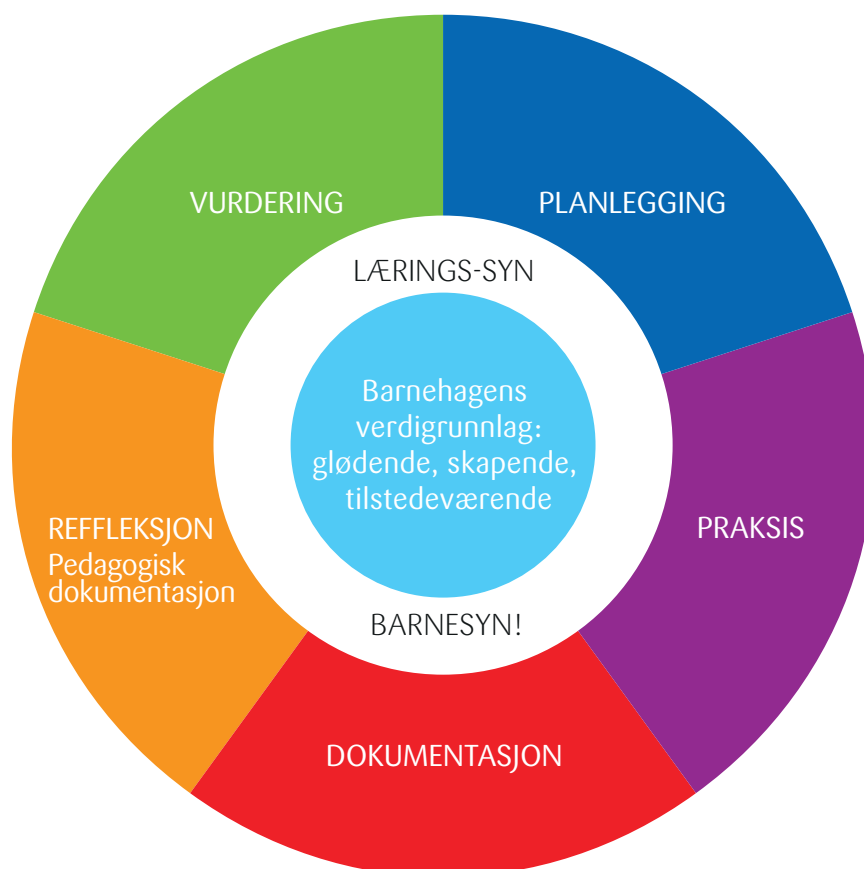 VURDERING
PLANLEGGING
LÆRINGS-SYN
Barnehagens
verdigrunnlag:
glødende, skapende,
tilstedeværende
REFFLEKSJON
Pedagogisk
dokumentasjon
PRAKSIS
BARNESYN!
DOKUMENTASJON